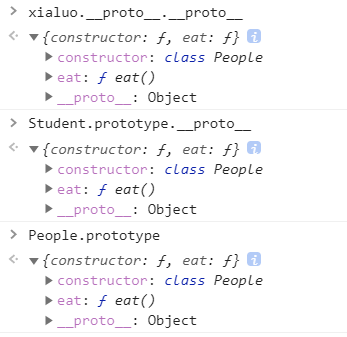 > xialuo.__proto__.__proto__
{constructor: ƒ, eat: ƒ} i
constructor: class People
eat: ƒ eat()
__proto__: Object
> Student.prototype.__proto__
{constructor: ƒ, eat: ƒ} i
constructor: class People
eat: ƒ eat()
__proto__: Object
> People.prototype
{constructor: ƒ, eat: ƒ} i
constructor: class People
eat: ƒ eat()
__proto__: Object